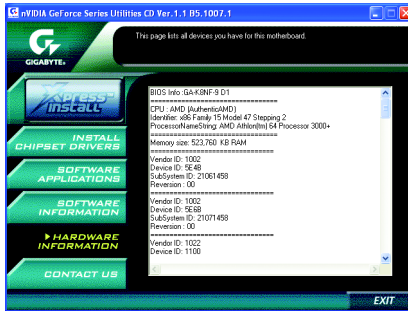 nVIDIA GeForce Series Utilities CD Ver.1.1 B5.1007.1
This page lists all devices you have for this motherboard.
GIGABYTE
Xpress-
INSTALL
INSTALL
CHIPSET DRIVERS
SOFTWARE
APPLICATIONS
SOFTWARE
INFORMATION
HARDWARE
INFORMATION
CONTACT US
BIOS Info :GA-K8NF-9 D1
==============================
CPU : AMD (AuthenticAMD)
Identifier: x86 Family 15 Model 47 Stepping 2
ProcessorNameString: AMD Athlon(tm) 64 Processor 3000+
==============================
Memory size: 523,760 KB RAM
==============================
Vendor ID: 1002
Device ID: 5E4B
SubSystem ID: 21061458
Reversion : 00
==============================
Vendor ID: 1002
Device ID: 5E6B
SubSystem ID: 21071458
Reversion : 00
==============================
Vendor ID: 1022
Device ID: 1100
EXIT